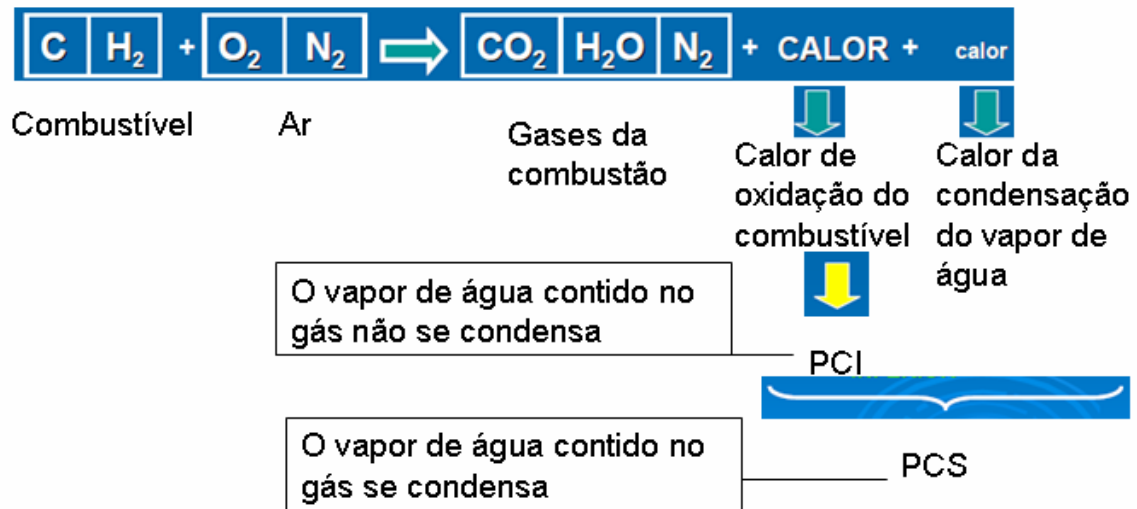 C H₂ + O₂ N₂ CO₂ H₂O N₂ + CALOR + calor
Combustível Ar Gases da combustão
Calor de oxidação do combustível
Calor da condensação do vapor de água
O vapor de água contido no
gás não se condensa
PCI
O vapor de água contido no
gás se condensa
PCS